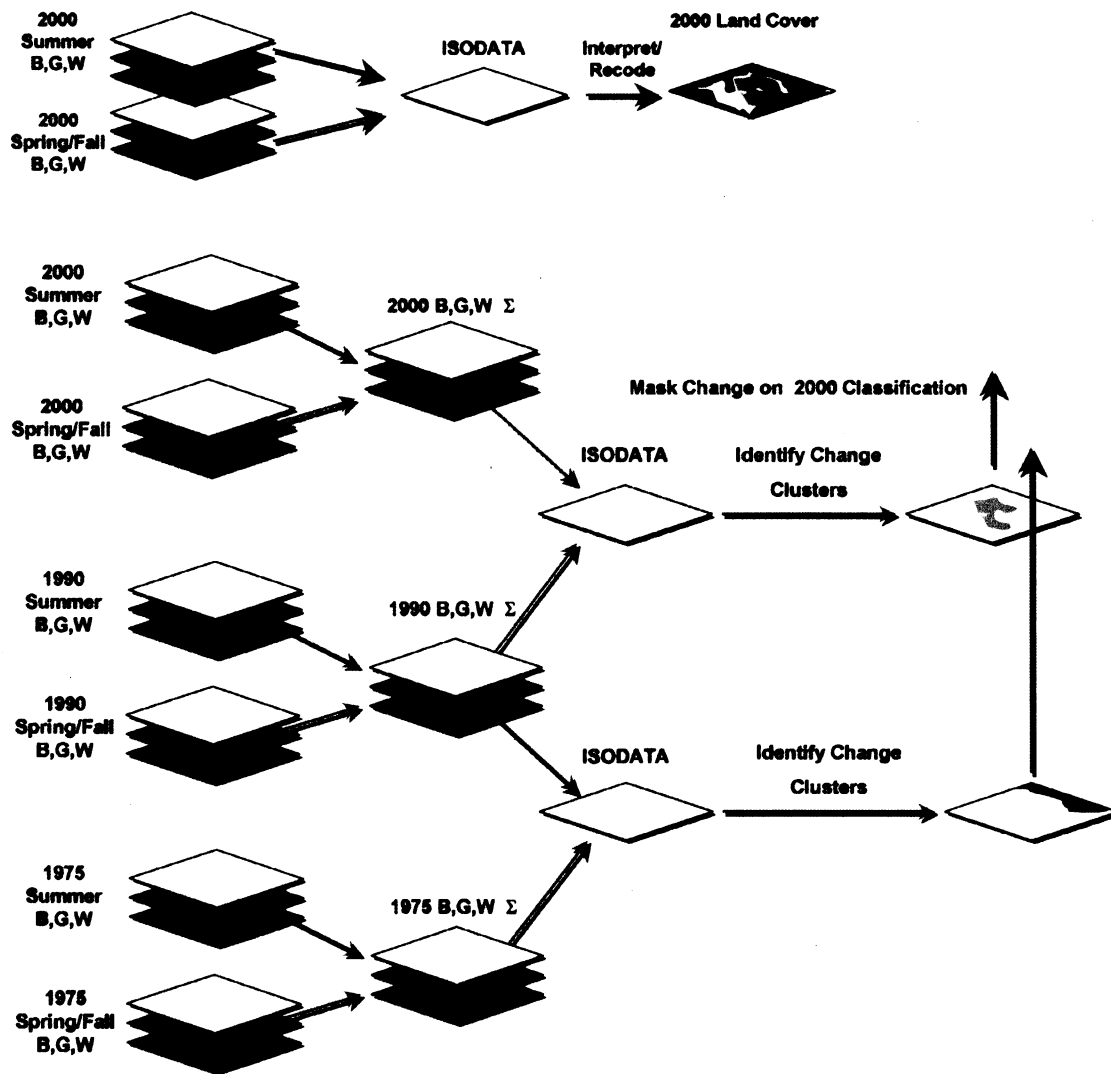 2000
Summer
B,G,W
2000
Spring/Fall
B,G,W
ISODATA
Interpret/
Recode
2000 Land Cover
2000
Summer
B,G,W
2000
Spring/Fall
B,G,W
2000 B,G,W Σ
Mask Change on 2000 Classification
ISODATA
Identify Change
Clusters
1990
Summer
B,G,W
1990
Spring/Fall
B,G,W
1990 B,G,W Σ
ISODATA
Identify Change
Clusters
1975
Summer
B,G,W
1975
Spring/Fall
B,G,W
1975 B,G,W Σ